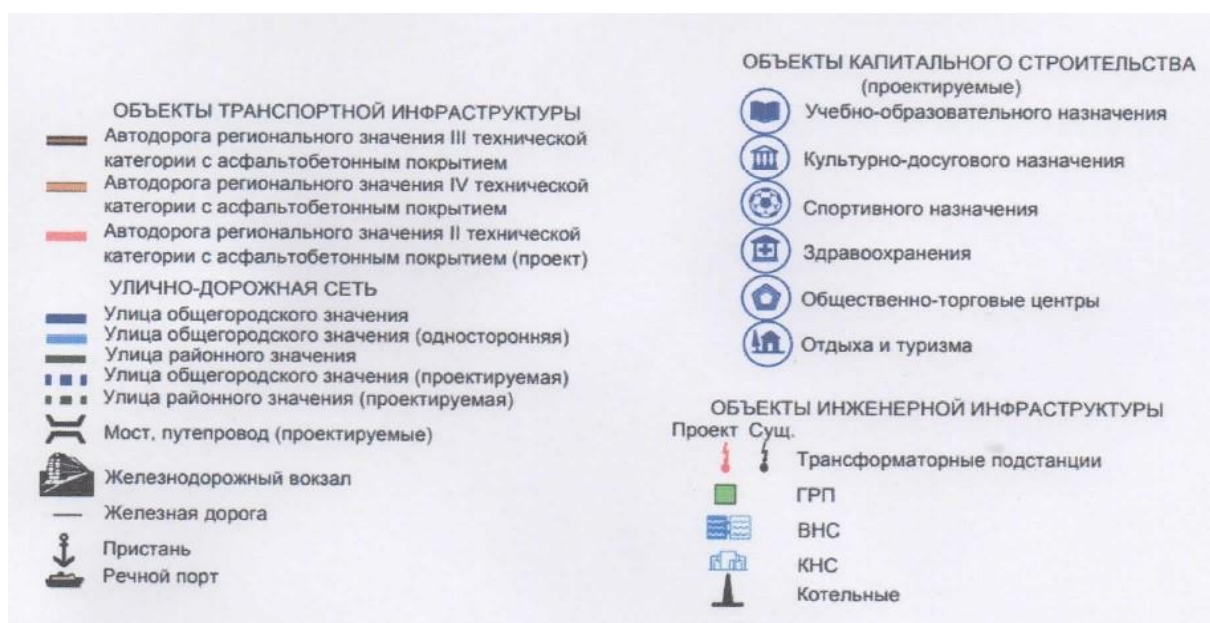 ОБЪЕКТЫ ТРАНСПОРТНОЙ ИНФРАСТРУКТУРЫ
Автодорога регионального значения III технической
категории с асфальтобетонным покрытием
Автодорога регионального значения IV технической
категории с асфальтобетонным покрытием
Автодорога регионального значения II технической
категории с асфальтобетонным покрытием (проект)
УЛИЧНО-ДОРОЖНАЯ СЕТЬ
Улица общегородского значения
Улица общегородского значения (односторонняя)
Улица районного значения
Улица общегородского значения (проектируемая)
Улица районного значения (проектируемая)
Мост, путепровод (проектируемые)
Железнодорожный вокзал
Железная дорога
Пристань
Речной порт
ОБЪЕКТЫ КАПИТАЛЬНОГО СТРОИТЕЛЬСТВА
(проектируемые)
Учебно-образовательного назначения
Культурно-досугового назначения
Спортивного назначения
Здравоохранения
Общественно-торговые центры
Отдыха и туризма
ОБЪЕКТЫ ИНЖЕНЕРНОЙ ИНФРАСТРУКТУРЫ
Проект Сущ.
Трансформаторные подстанции
ГРП
ВНС
КНС
Котельные